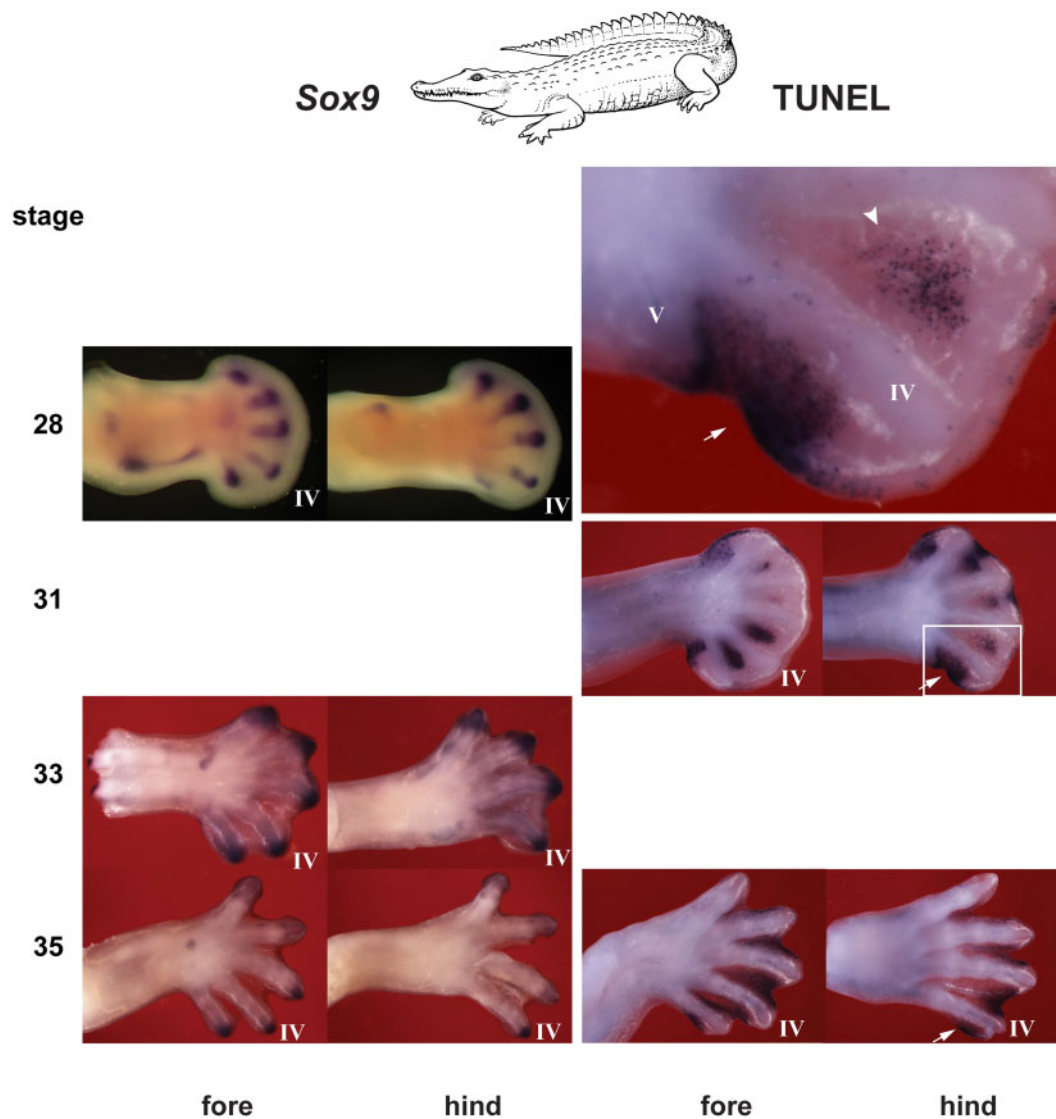 Sox9 TUNEL
stage
V
IV
28
IV IV
31
IV
33
IV IV
35
IV IV IV IV
fore hind fore hind